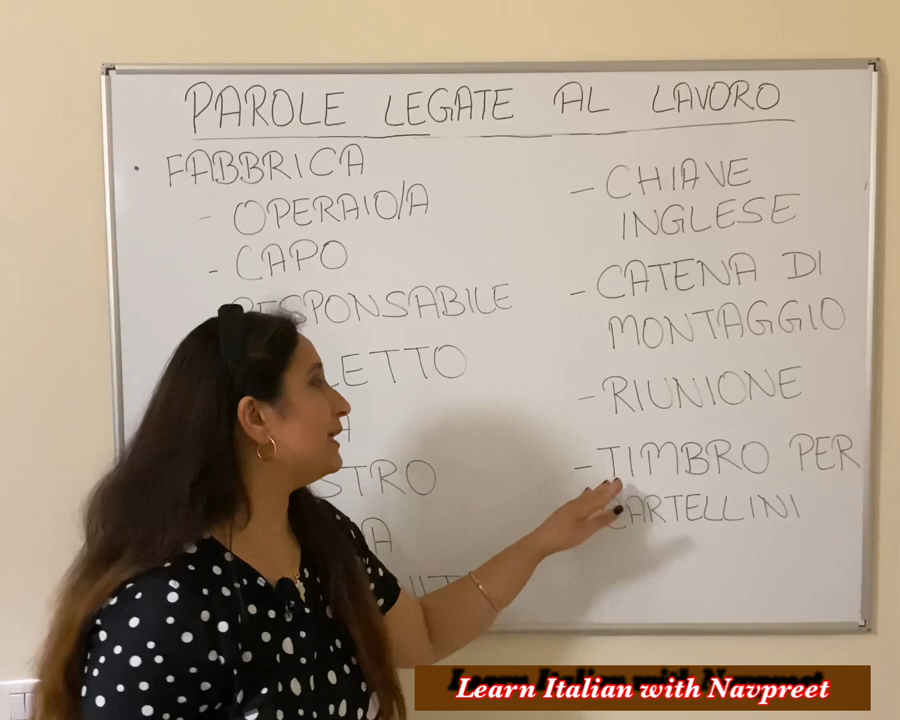 PAROLE LEGATE AL LAVORO
• FABBRICA
- OPERAIO/A
- CAPO
RESPONSABILE
- CHIAVE
INGLESE
- CATENA DI
MONTAGGIO
- RIUNIONE
- TIMBRO PER
CARTELLINI
Learn Italian with Navpreet